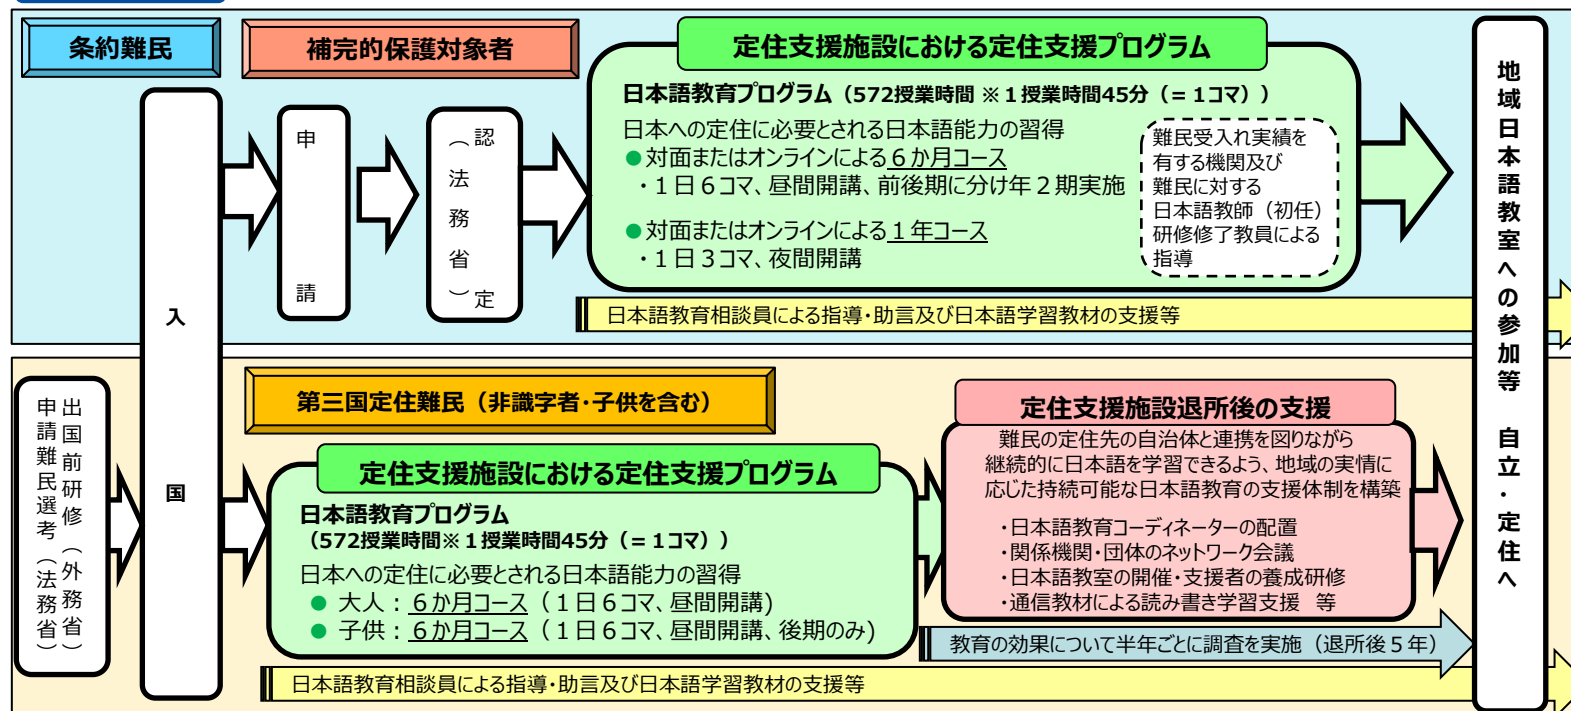 条約難民
補完的保護対象者
入国
申請
認定
（法務省）
定住支援施設における定住支援プログラム
日本語教育プログラム（572授業時間 ※１授業時間45分（＝１コマ））
日本への定住に必要とされる日本語能力の習得
●対面またはオンラインによる６か月コース
・１日６コマ、昼間開講、前後期に分け年２期実施
●対面またはオンラインによる１年コース
・１日３コマ、夜間開講
難民受入れ実績を
有する機関及び
難民に対する
日本語教師（初任）
研修修了教員による
指導
日本語教育相談員による指導・助言及び日本語学習教材の支援等
地域日本語教室への参加等　自立・定住へ
出国前研修（外務省）
申請難民選考（法務省）
第三国定住難民（非識字者・子供を含む）
定住支援施設における定住支援プログラム
日本語教育プログラム
（572授業時間※１授業時間45分（＝１コマ））
日本への定住に必要とされる日本語能力の習得
● 大人：６か月コース（１日６コマ、昼間開講）
● 子供：６か月コース（１日６コマ、昼間開講、後期のみ）
定住支援施設退所後の支援
難民の定住先の自治体と連携を図りながら
継続的に日本語を学習できるよう、地域の実情に
応じた持続可能な日本語教育の支援体制を構築
・日本語教育コーディネーターの配置
・関係機関・団体のネットワーク会議
・日本語教室の開催・支援者の養成研修
・通信教材による読み書き学習支援　等
教育の効果について半年ごとに調査を実施（退所後５年）
日本語教育相談員による指導・助言及び日本語学習教材の支援等